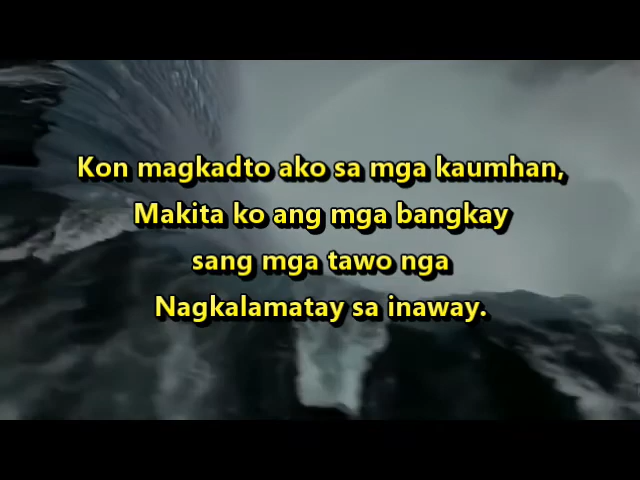 Kon magkadto ako sa mga kaumhan,
Makita ko ang mga bangkay
sang mga tawo nga
Nagkalamatay sa inaway.